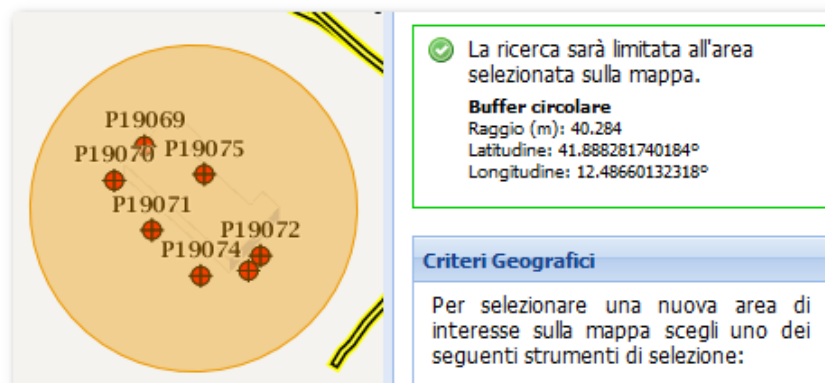 P19069
P19070 P19075
P19071
P19074 P19072
La ricerca sarà limitata all'area
selezionata sulla mappa.
Buffer circolare
Raggio (m): 40.284
Latitudine: 41.888281740184º
Longitudine: 12.48660132318º
Criteri Geografici
Per selezionare una nuova area di
interesse sulla mappa scegli uno dei
seguenti strumenti di selezione: